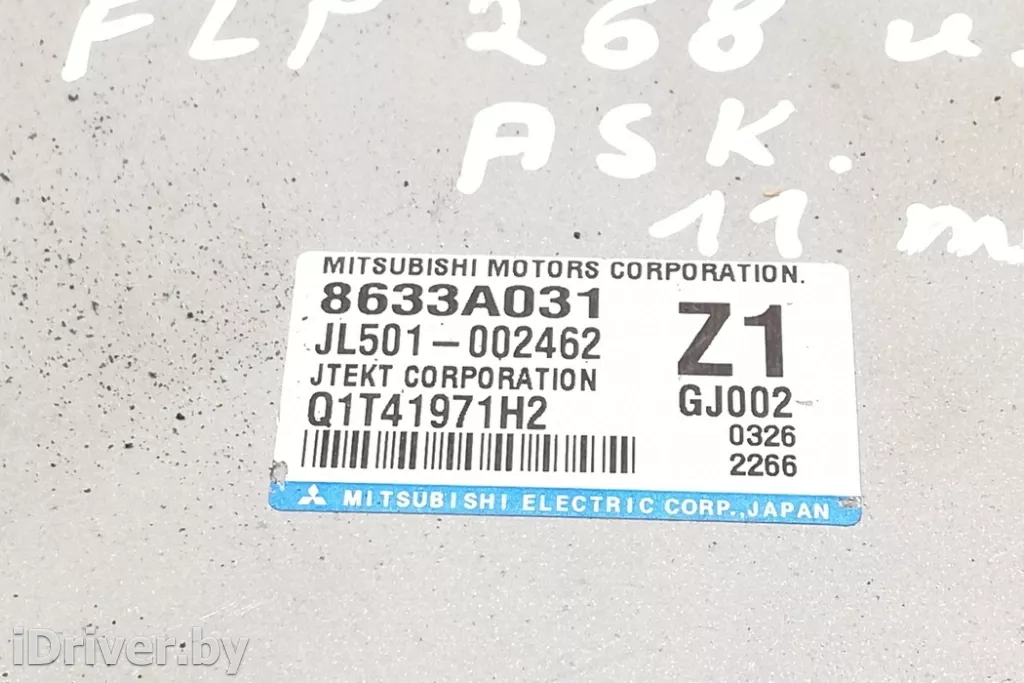 FLP 268 u.
ASK.
11 m
MITSUBISHI MOTORS CORPORATION.
8633A031
Z1
JL501-002462
JTEKT CORPORATION
GJ002-
Q1T41971H2
0326
2266
MITSUBISHI ELECTRIC CORP., JAPAN
iDriver.by